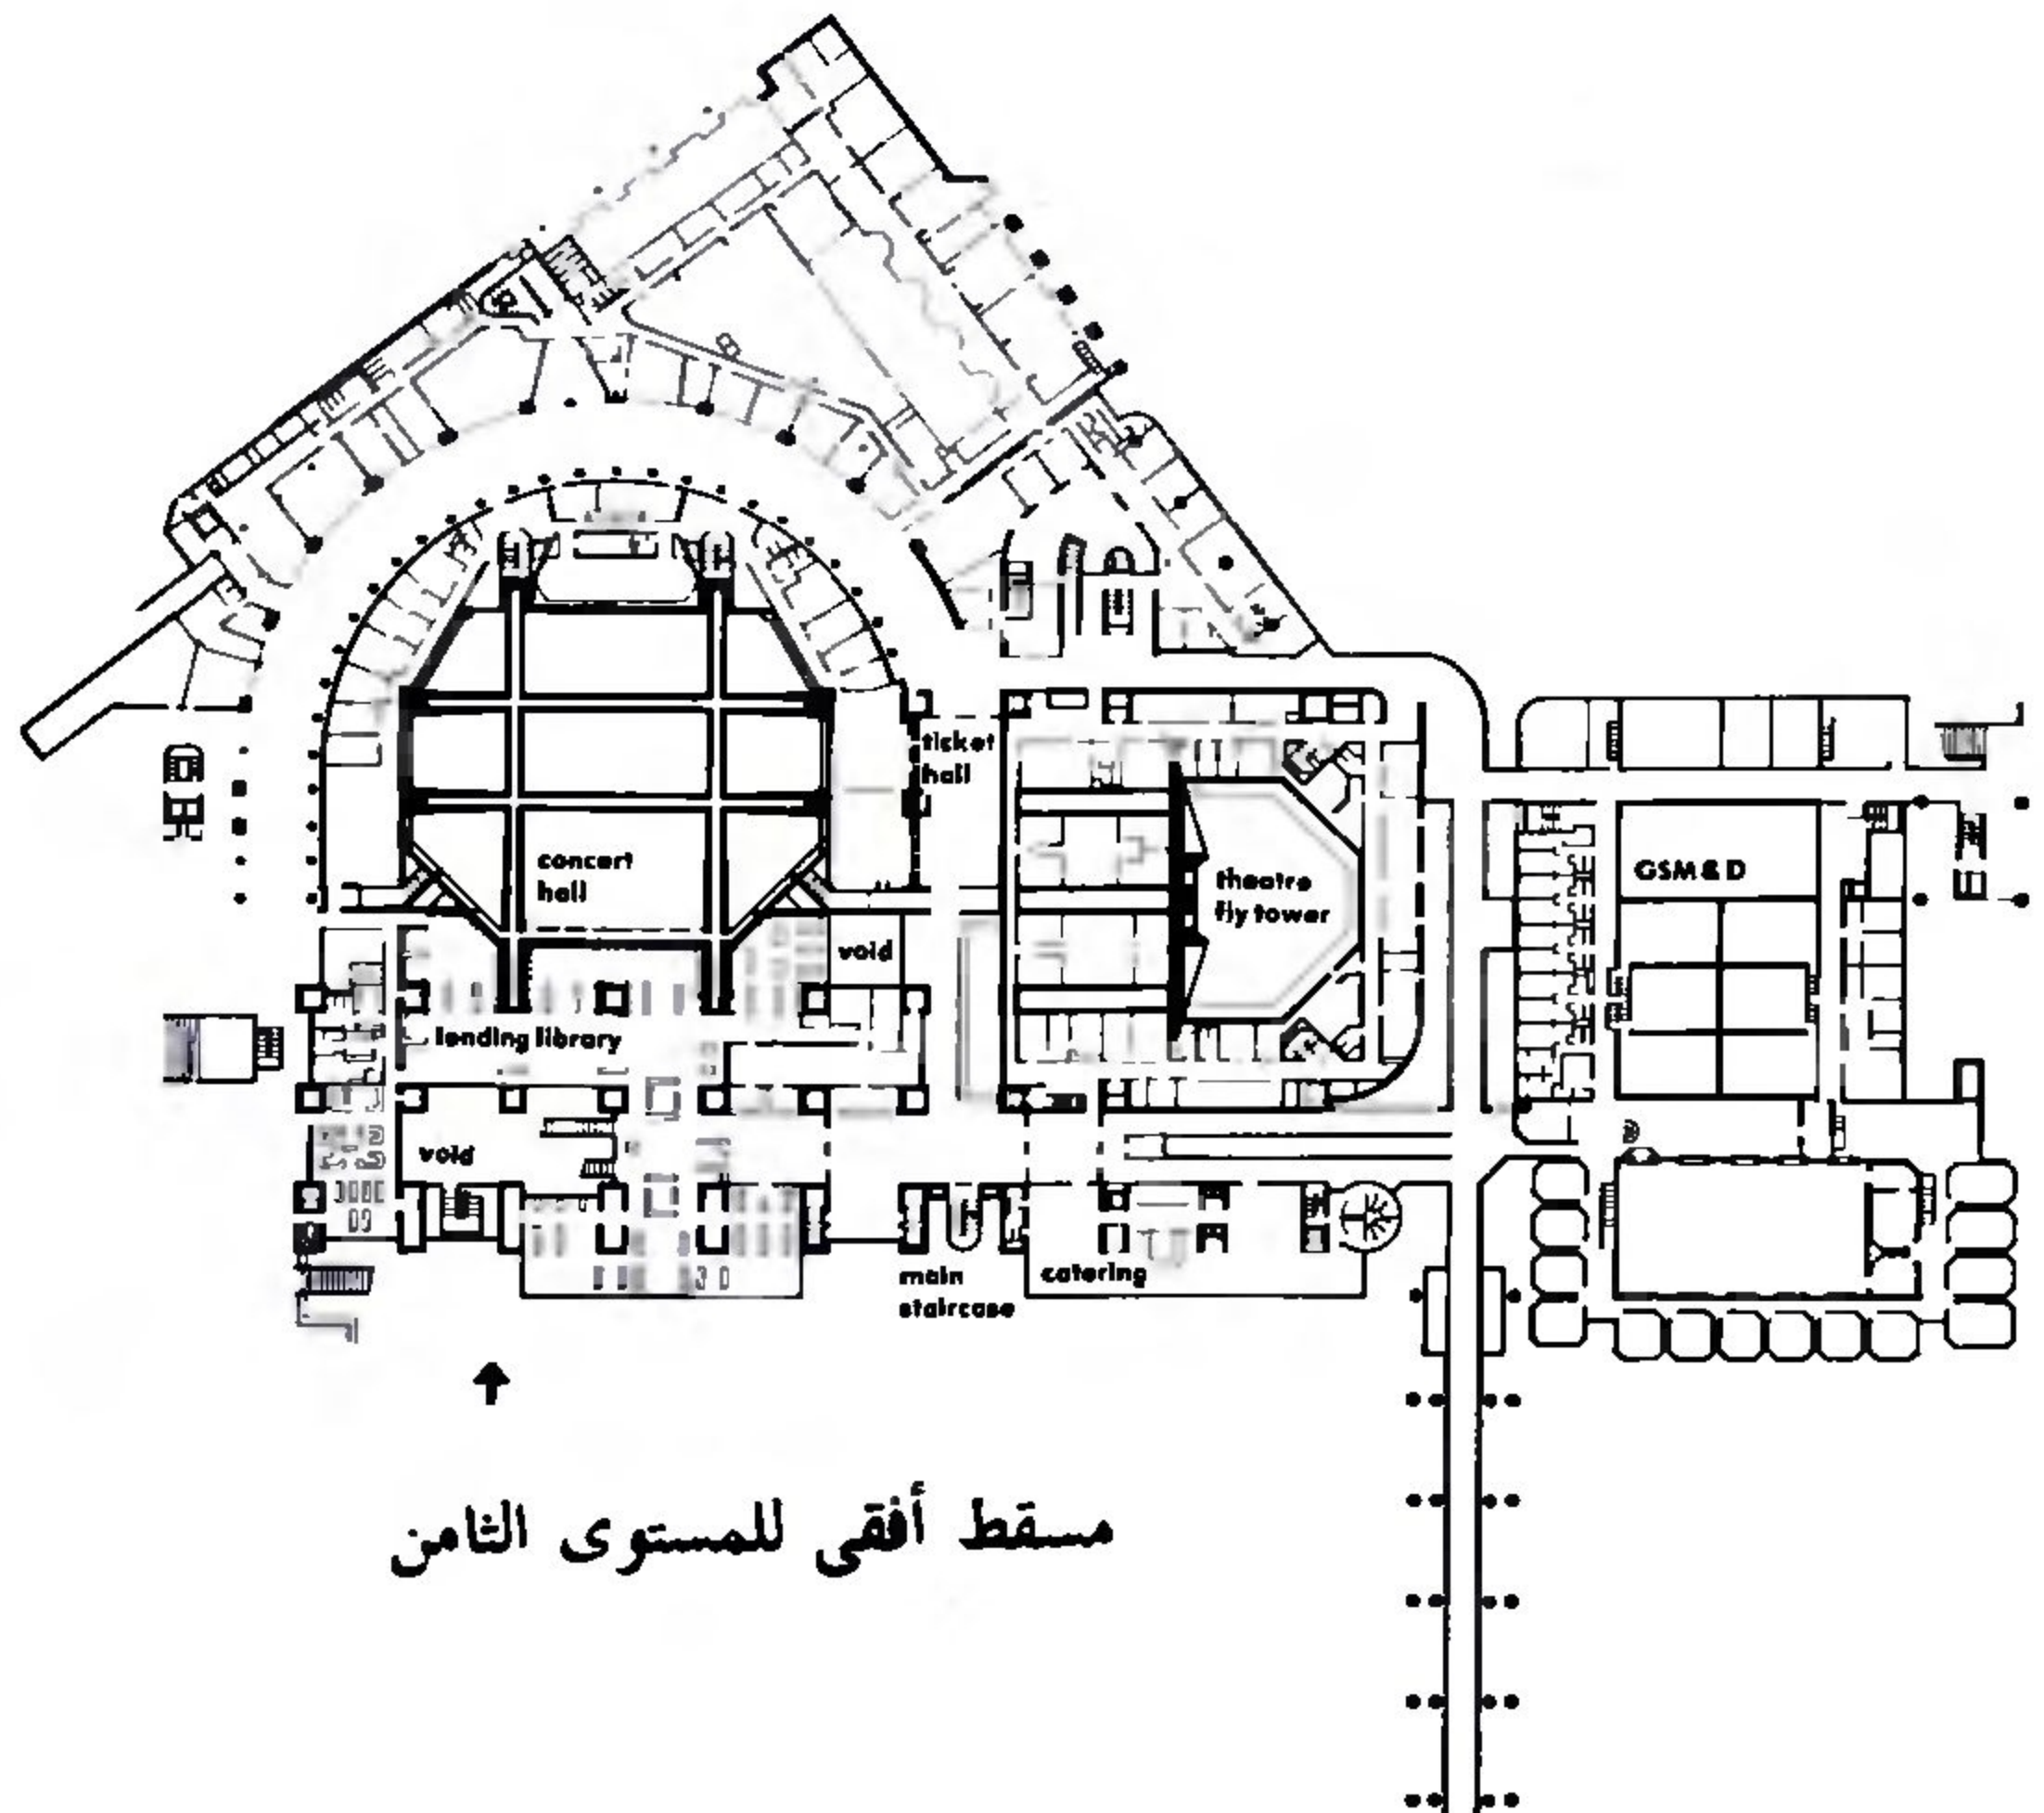 ticket
hall
concert
hall
theatre
fly tower
GSM&D
void
lending library
void
main
staircase
catering
مسقط أفقى للمستوى الثامن